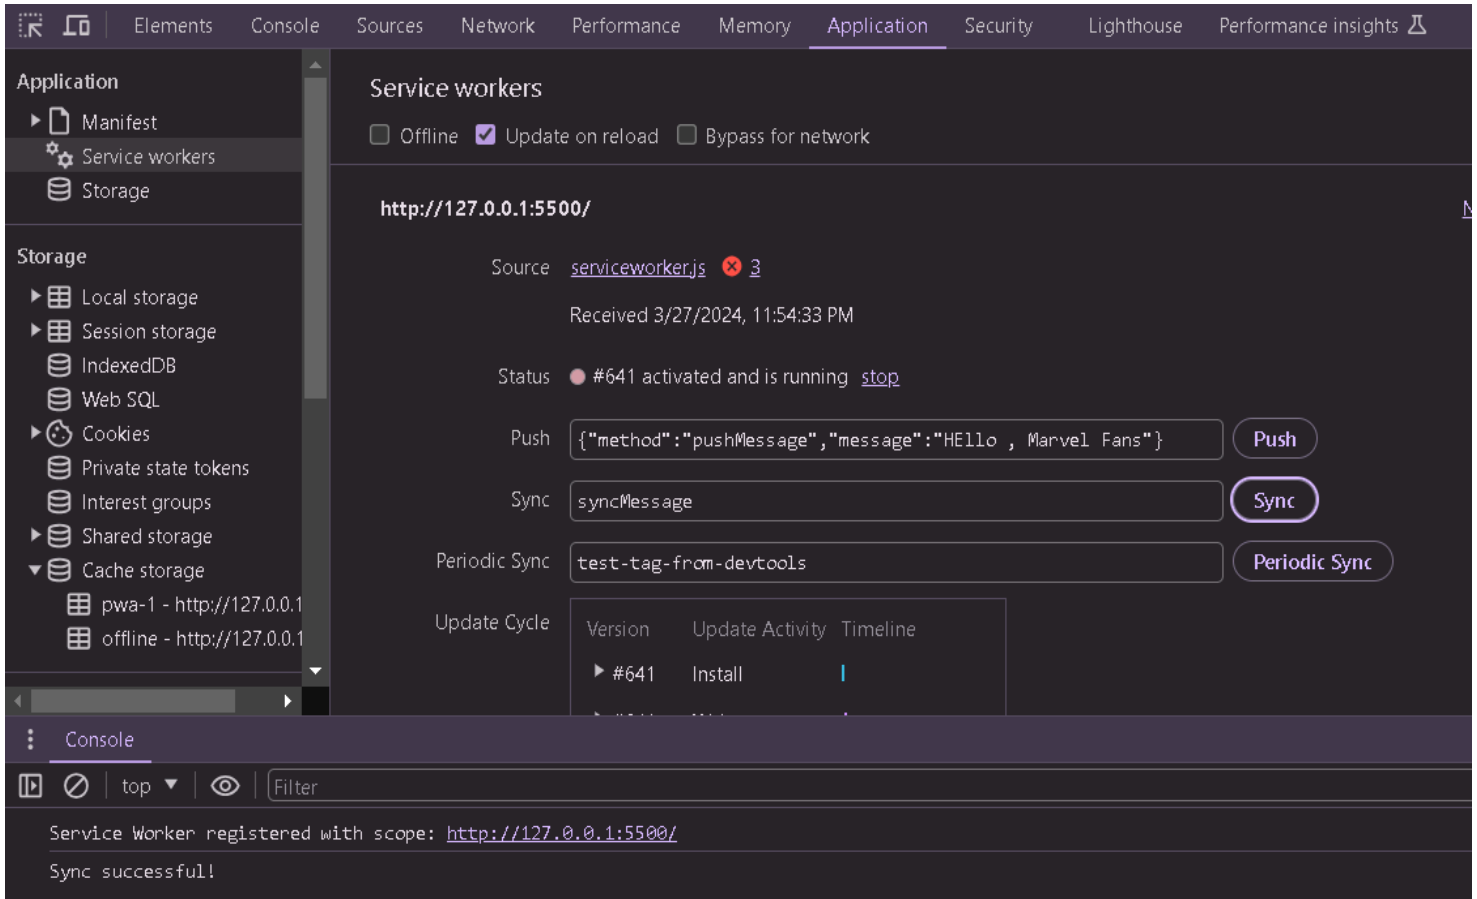 Elements Console Sources Network Performance Memory Application Security Lighthouse Performance insights
Application
Manifest
Service workers
Storage
Storage
Local storage
Session storage
IndexedDB
Web SQL
Cookies
Private state tokens
Interest groups
Shared storage
Cache storage
pwa-1 - http://127.0.0.1
offline - http://127.0.0.1
Service workers
Offline Update on reload Bypass for network
http://127.0.0.1:5500/
Source serviceworker.js 3
Received 3/27/2024, 11:54:33 PM
Status #641 activated and is running stop
Push {"method":"pushMessage","message":"HEllo , Marvel Fans"} Push
Sync syncMessage Sync
Periodic Sync test-tag-from-devtools Periodic Sync
Update Cycle Version Update Activity Timeline
#641 Install
Console
top Filter
Service Worker registered with scope: http://127.0.0.1:5500/
Sync successful!